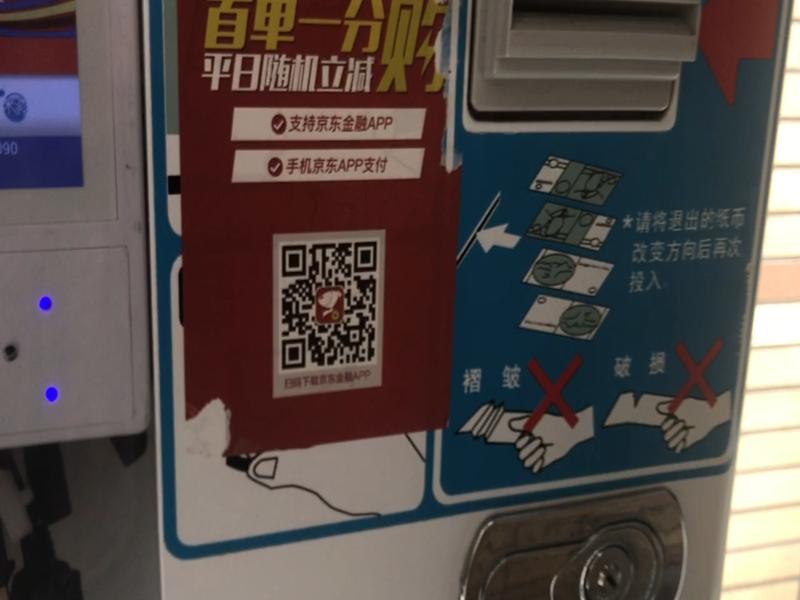 首单一分购
平日随机立减
支持京东金融APP
手机京东APP支付
扫码下载京东金融APP
090
*请将退出的纸币
改变方向后再次
投入
褶皱
破损